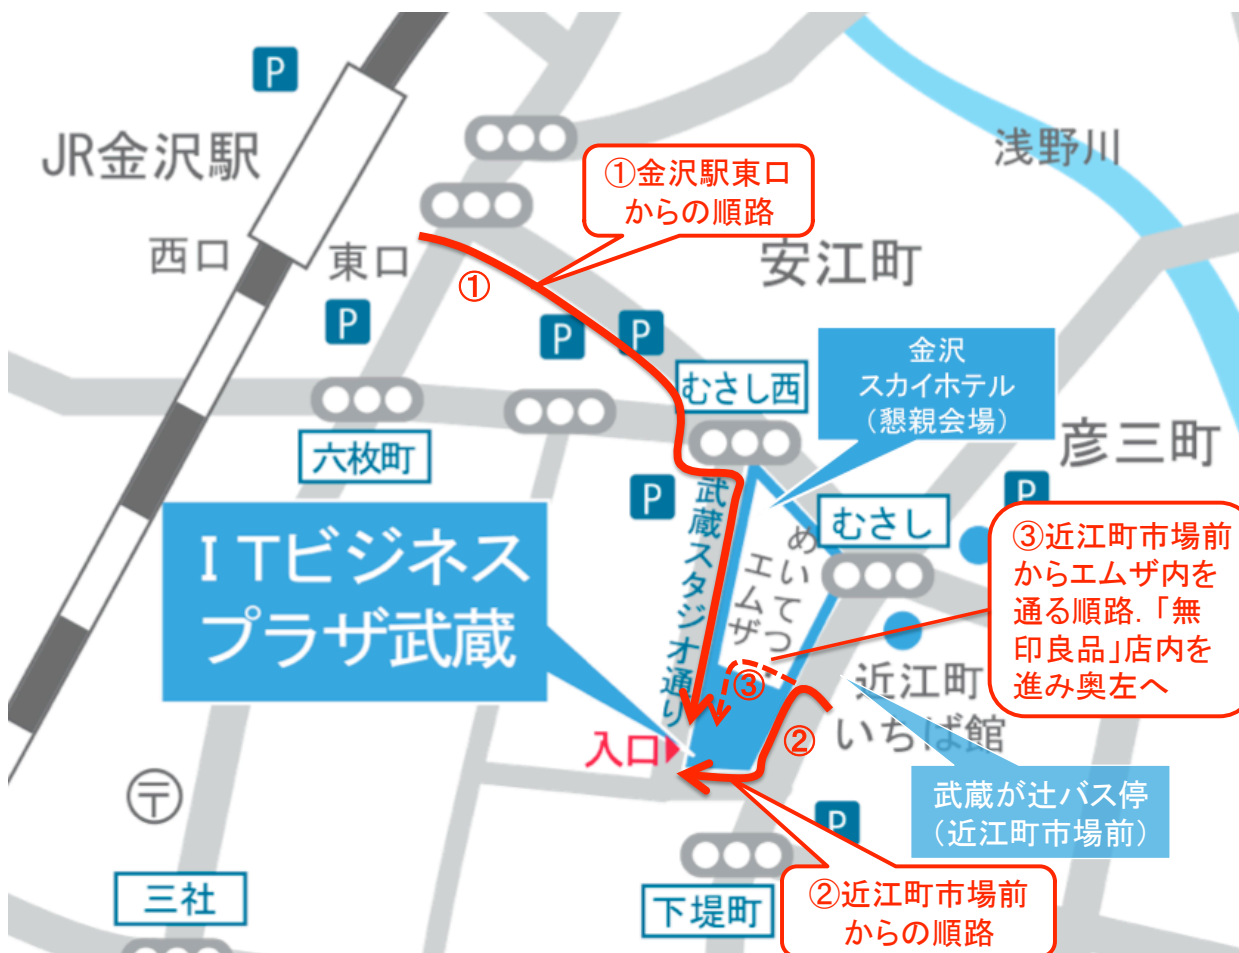 P
JR金沢駅
浅野川
①金沢駅東口
からの順路
西口
東口
安江町
①
P
P
P
金沢
スカイホテル
（懇親会場）
むさし西
彦三町
六枚町
P
P
むさし
武蔵スタジオ通り
めいてつ
エムザ
ＩＴビジネス
プラザ武蔵
③近江町市場前
からエムザ内を
通る順路．「無
印良品」店内を
進み奥左へ
③
近江町
いちば館
②
入口
武蔵が辻バス停
（近江町市場前）
〒
P
三社
下堤町
②近江町市場前
からの順路